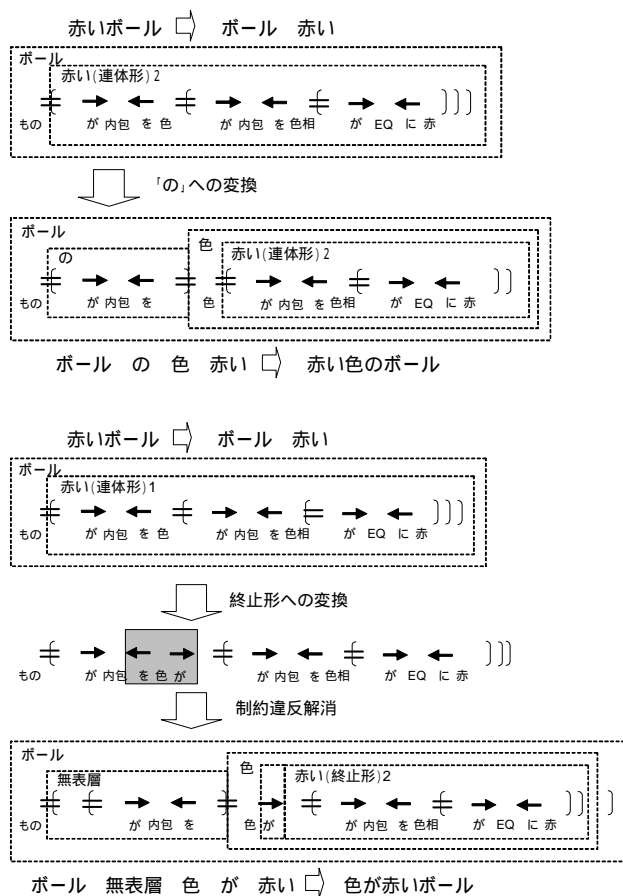 赤いボール ⇨ ボール 赤い
ボール
赤い(連体形)2
もの が 内包 を 色 が 内包 を 色相 が EQ に 赤
「の」への変換
ボール
の 色 赤い(連体形)2
もの が 内包 を 色 が 内包 を 色相 が EQ に 赤
ボール の 色 赤い ⇨ 赤い色のボール
赤いボール ⇨ ボール 赤い
ボール
赤い(連体形)1
もの が 内包 を 色 が 内包 を 色相 が EQ に 赤
終止形への変換
もの が 内包 を 色 が が 内包 を 色相 が EQ に 赤
制約違反解消
ボール
無表層 色 赤い(終止形)2
もの が 内包 を 色 が が 内包 を 色相 が EQ に 赤
ボール 無表層 色 が 赤い ⇨ 色が赤いボール